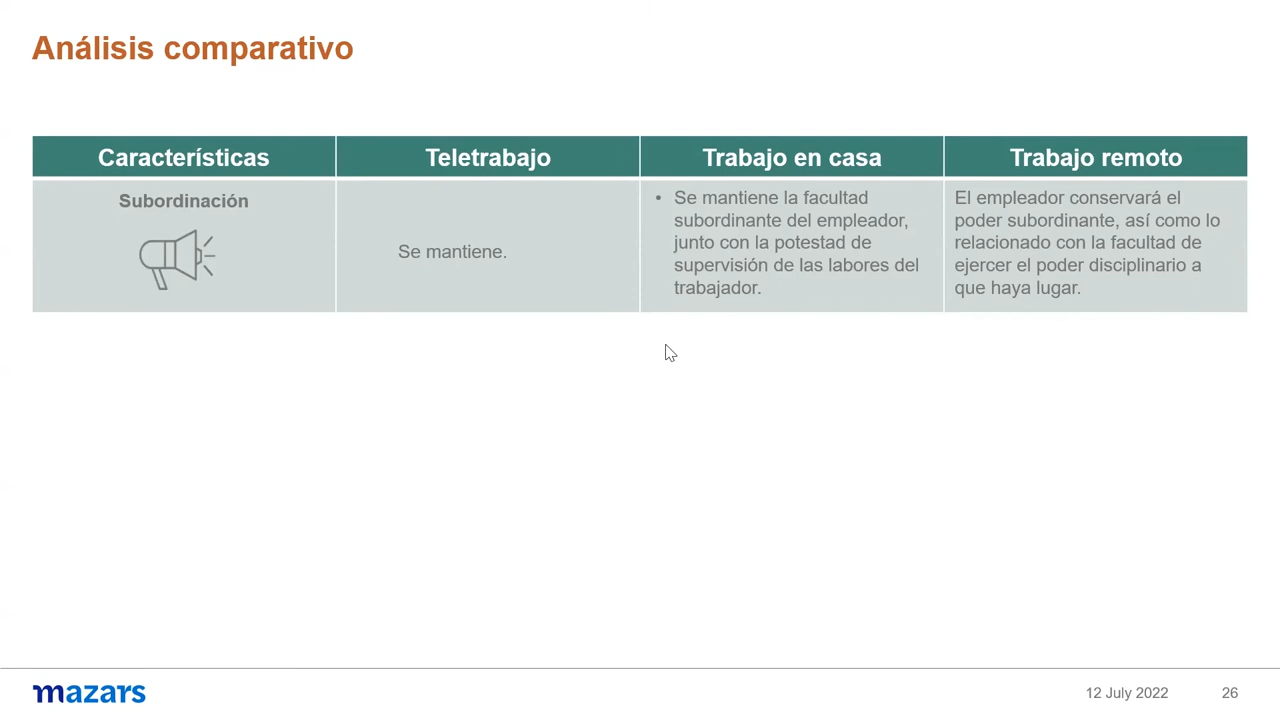 Análisis comparativo
Características
Teletrabajo
Trabajo en casa
Trabajo remoto
Subordinación
Se mantiene.
• Se mantiene la facultad
subordinante del empleador,
junto con la potestad de
supervisión de las labores del
trabajador.
El empleador conservará el
poder subordinante, así como lo
relacionado con la facultad de
ejercer el poder disciplinario a
que haya lugar.
mazars
12 July 2022
26